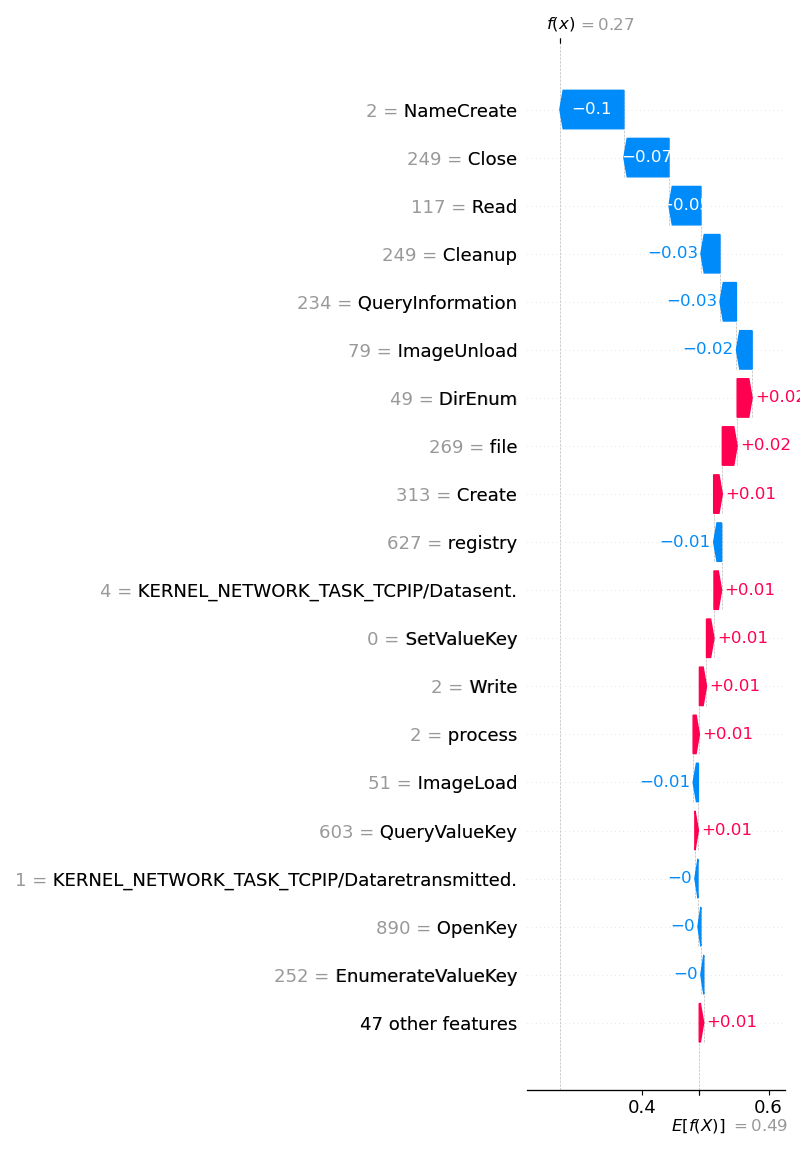 f(x) = 0.27
2 = NameCreate
−0.1
249 = Close
−0.07
117 = Read
249 = Cleanup
−0.03
234 = QueryInformation
−0.03
79 = ImageUnload
−0.02
49 = DirEnum
+0.02
269 = file
+0.02
313 = Create
+0.01
627 = registry
−0.01
4 = KERNEL_NETWORK_TASK_TCPIP/Datasent.
+0.01
0 = SetValueKey
+0.01
2 = Write
+0.01
2 = process
+0.01
51 = ImageLoad
−0.01
603 = QueryValueKey
+0.01
1 = KERNEL_NETWORK_TASK_TCPIP/Dataretransmitted.
−0
890 = OpenKey
−0
252 = EnumerateValueKey
−0
47 other features
+0.01
0.4 0.6
E[f(X)] = 0.49